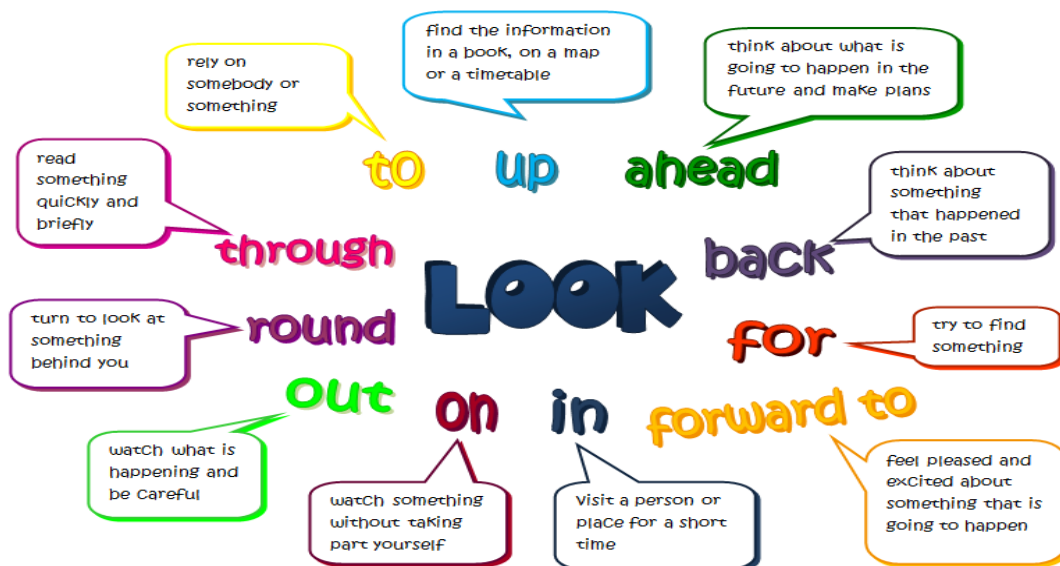 rely on
somebody or
something
to
find the information
in a book, on a map
or a timetable
up
think about what is
going to happen in the
future and make plans
ahead
read
something
quickly and
briefly
through
think about
something
that happened
in the past
back
LOOK
turn to look at
something
behind you
round
for
try to find
something
out
watch what is
happening and
be careful
on
watch something
without taking
part yourself
in
Visit a person or
place for a short
time
forward to
feel pleased and
excited about
something that is
going to happen